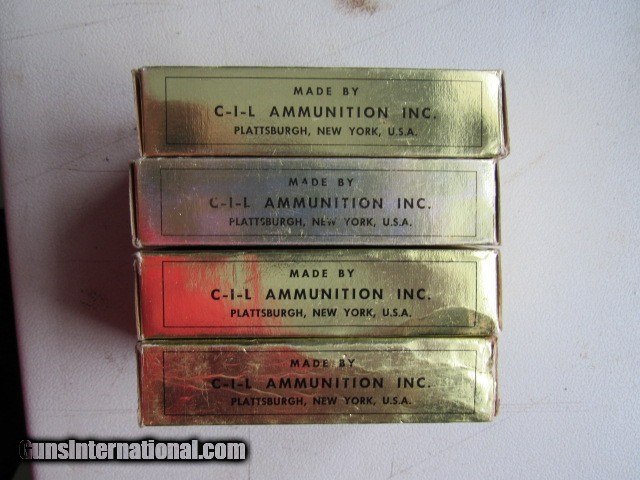 MADE BY
C-I-L AMMUNITION INC.
PLATTSBURGH, NEW YORK, U.S.A.
MADE BY
C-I-L AMMUNITION INC.
PLATTSBURGH, NEW YORK, U.S.A.
MADE BY
C-I-L AMMUNITION INC.
PLATTSBURGH, NEW YORK, U.S.A.
MADE BY
C-I-L AMMUNITION INC.
PLATTSBURGH, NEW YORK, U.S.A.
GunsInternational.com